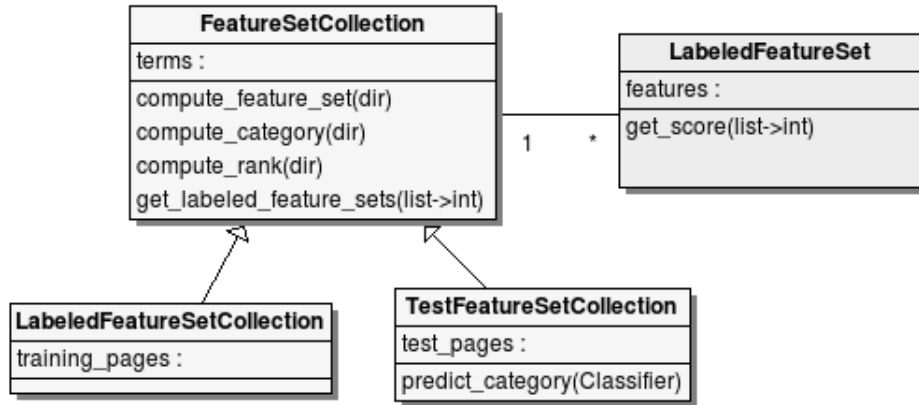 FeatureSetCollection
terms :
compute_feature_set(dir)
compute_category(dir)
compute_rank(dir)
get_labeled_feature_sets(list->int)
LabeledFeatureSet
features :
get_score(list->int)
1
*
LabeledFeatureSetCollection
training_pages :
TestFeatureSetCollection
test_pages :
predict_category(Classifier)